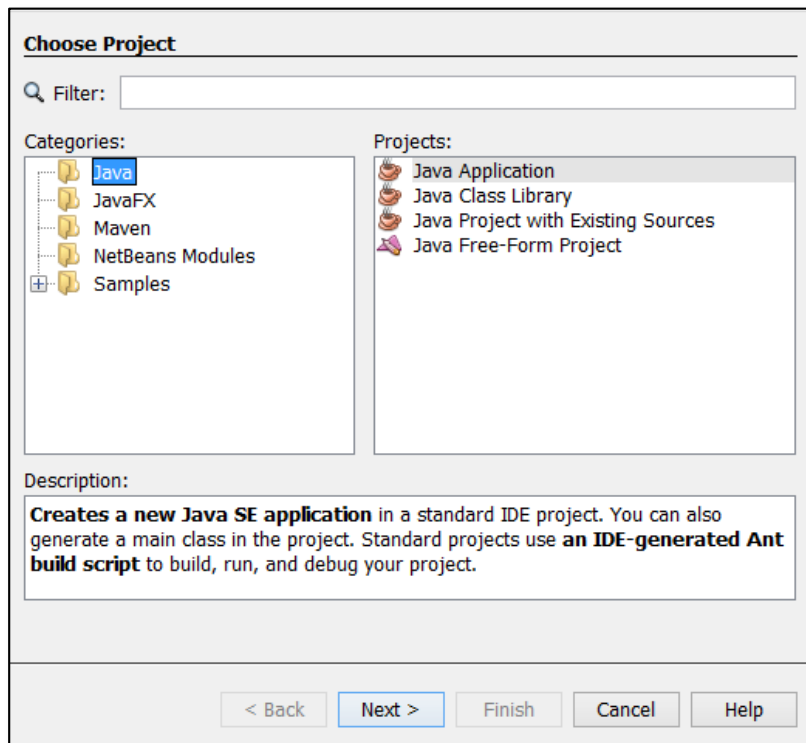 Choose Project
Filter:
Categories:
Projects:
Java
JavaFX
Maven
NetBeans Modules
Samples
Java Application
Java Class Library
Java Project with Existing Sources
Java Free-Form Project
Description:
Creates a new Java SE application in a standard IDE project. You can also
generate a main class in the project. Standard projects use an IDE-generated Ant
build script to build, run, and debug your project.
< Back
Next >
Finish
Cancel
Help